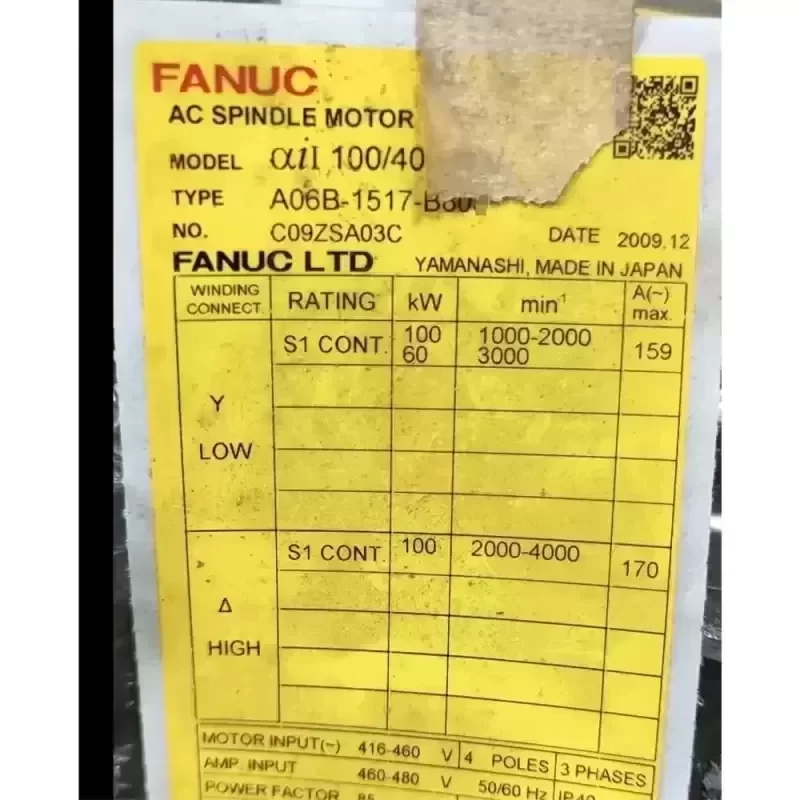 FANUC
AC SPINDLE MOTOR
MODEL αiI 100/40
TYPE A06B-1517-
NO. C09ZSA03C DATE 2009.12
FANUC LTD YAMANASHI, MADE IN JAPAN
WINDING CONNECT. RATING kW min-1 A(~) max.
Y LOW S1 CONT. 100 1000-2000 159
60 3000
Δ HIGH S1 CONT. 100 2000-4000 170
MOTOR INPUT(~) 416-460 V 4 POLES 3 PHASES
AMP. INPUT 460-480 V 50/60 Hz
POWER FACTOR